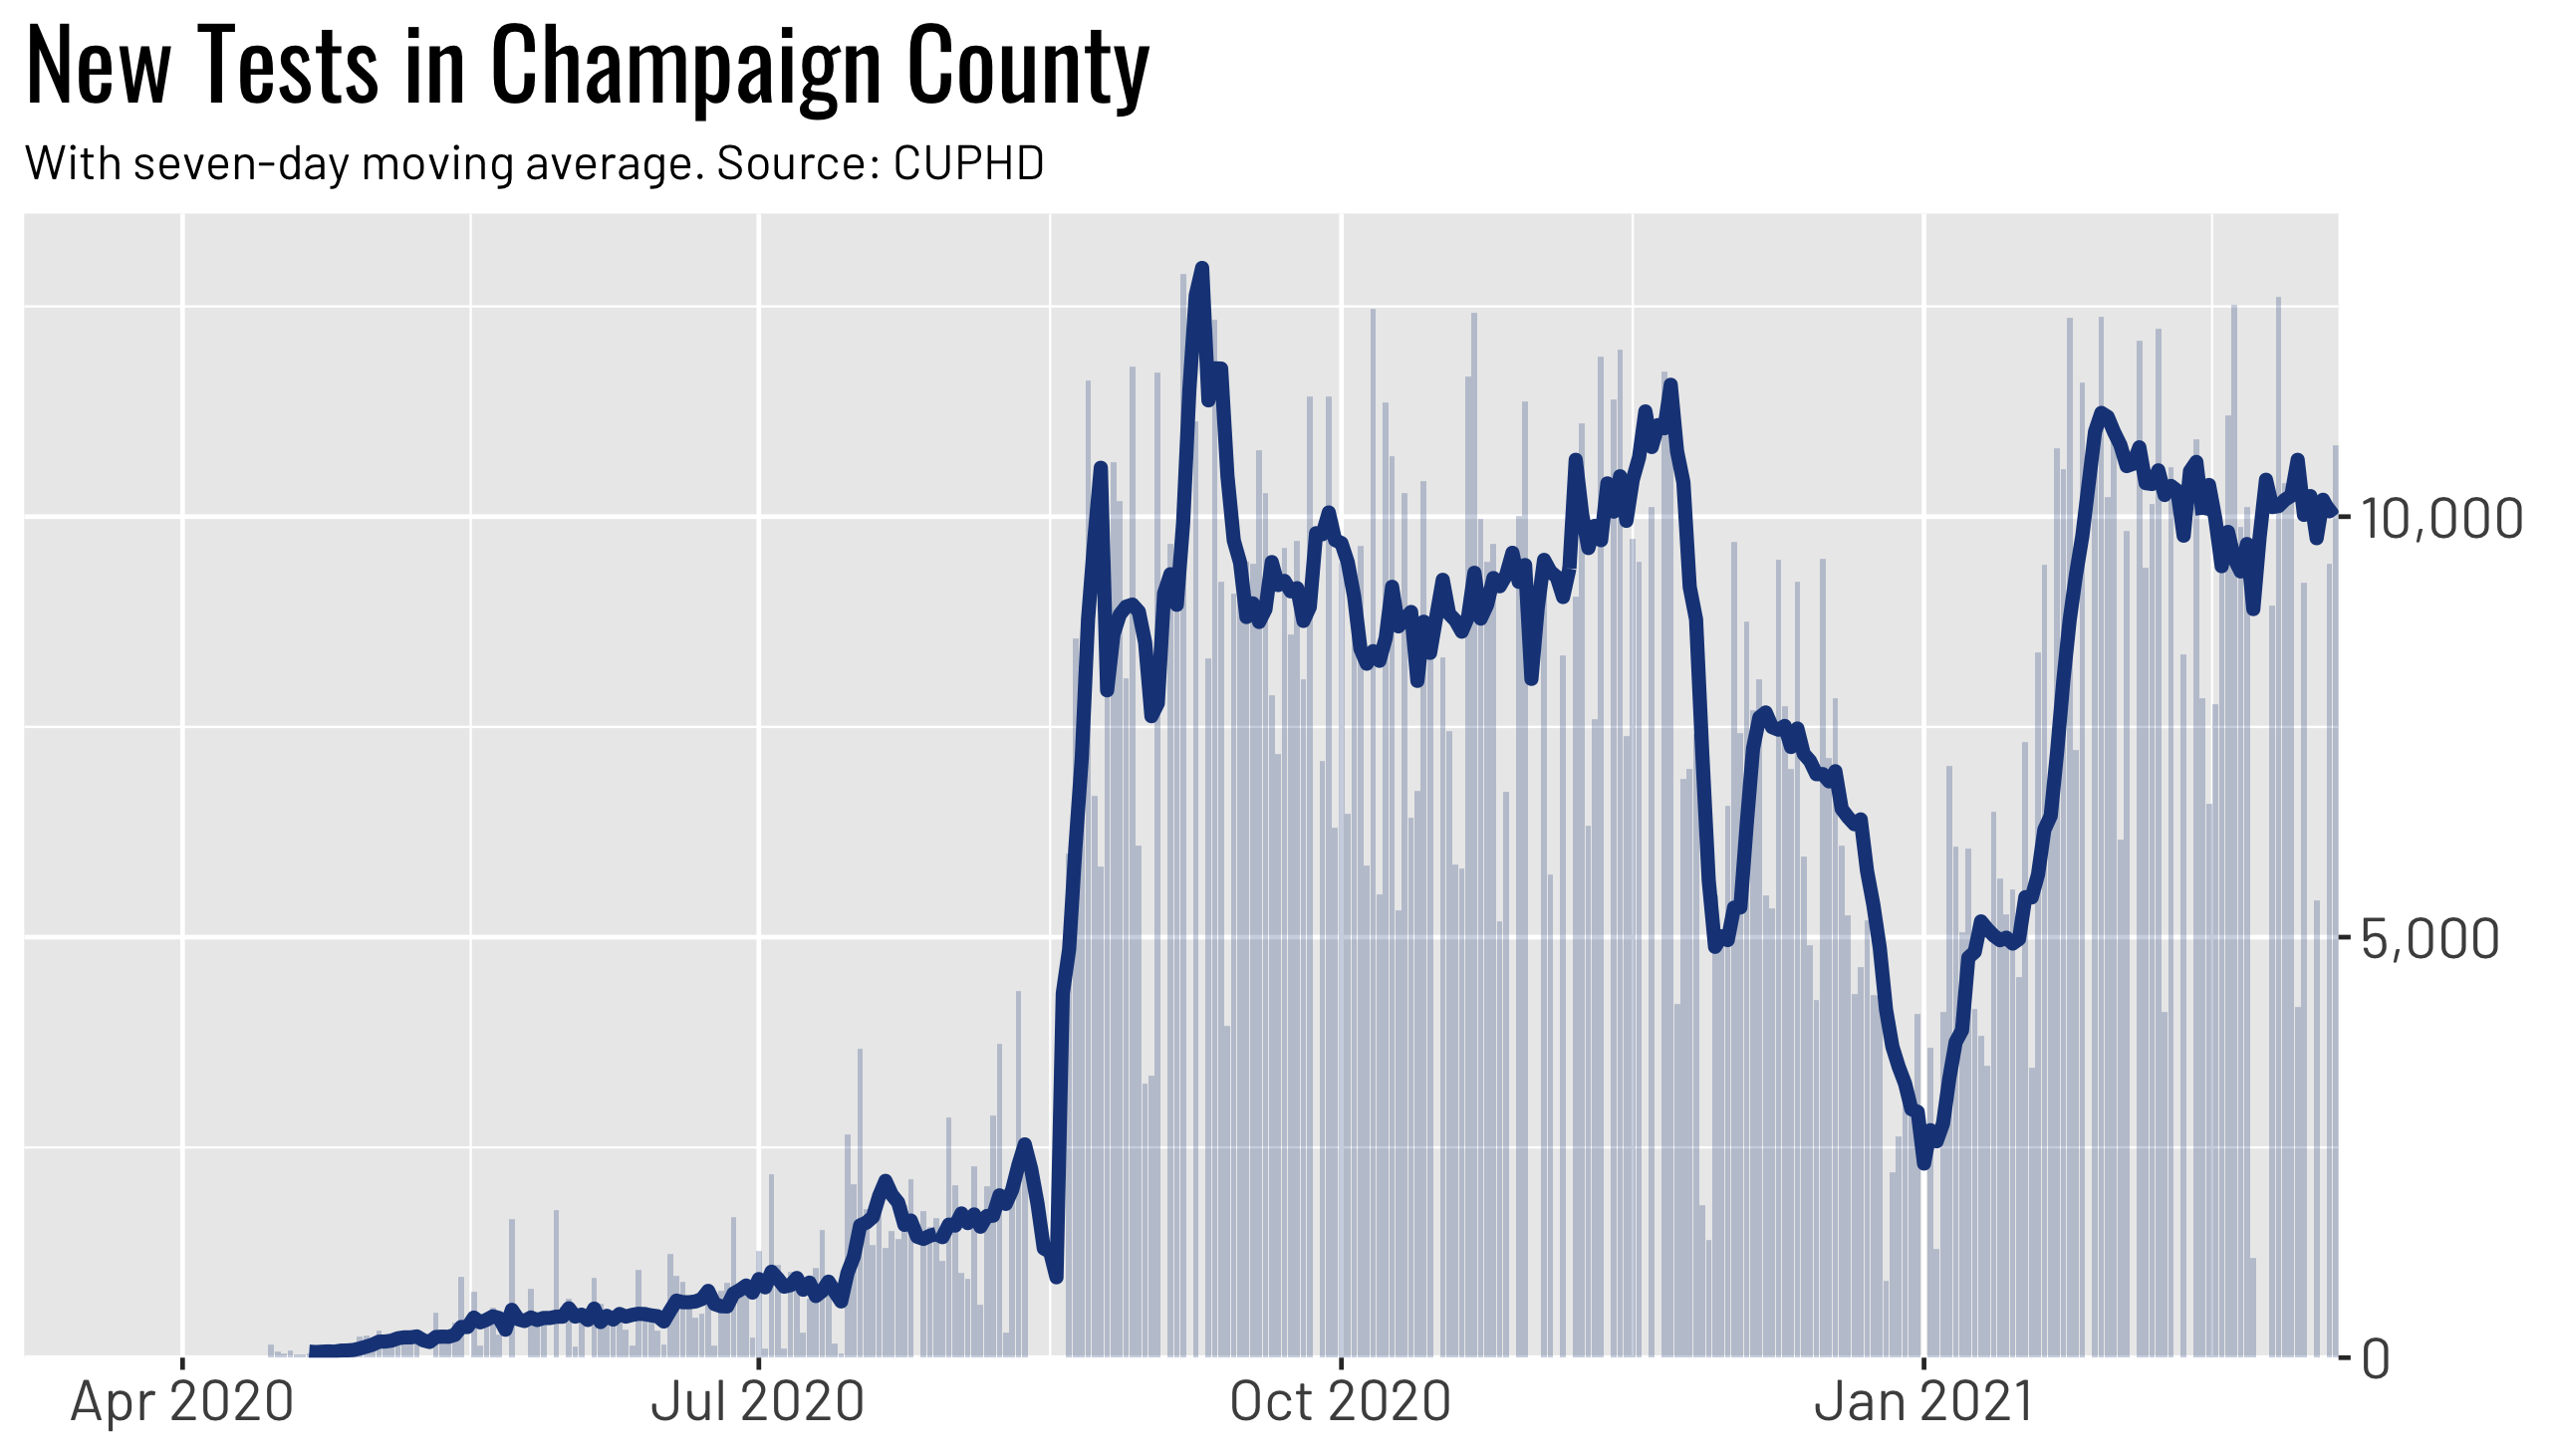 New Tests in Champaign County
With seven-day moving average. Source: CUPHD
10,000
5,000
0
Apr 2020
Jul 2020
Oct 2020
Jan 2021